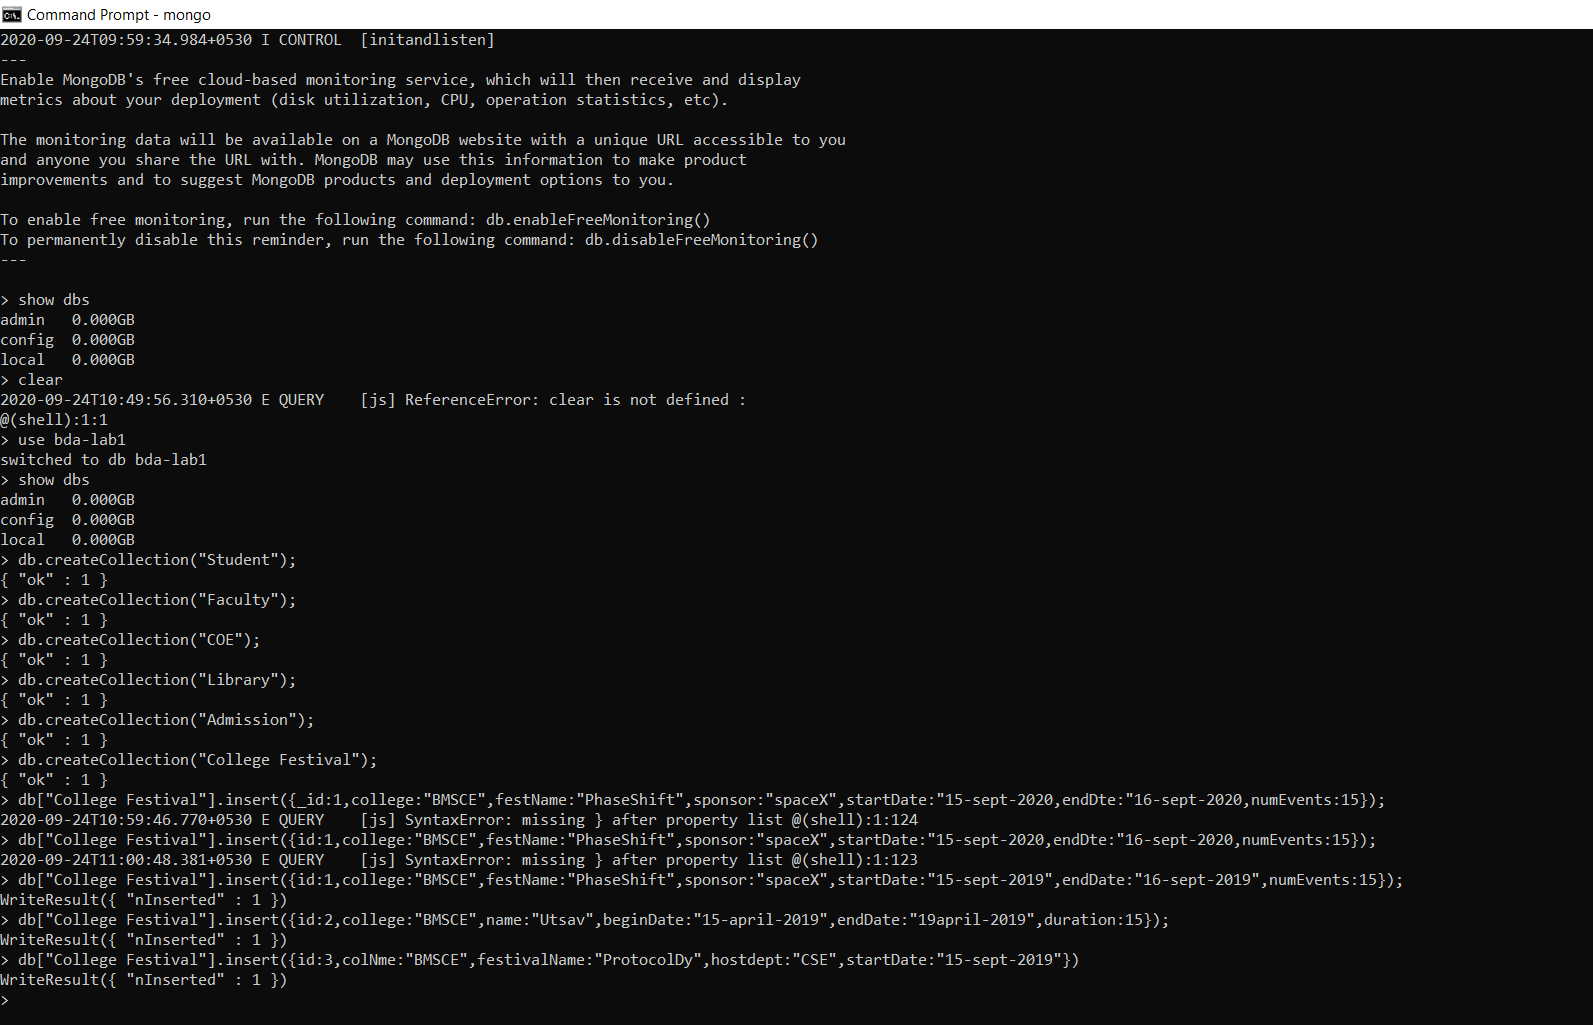 Command Prompt - mongo
2020-09-24T09:59:34.984+0530 I CONTROL  [initandlisten]
---
Enable MongoDB's free cloud-based monitoring service, which will then receive and display
metrics about your deployment (disk utilization, CPU, operation statistics, etc).
The monitoring data will be available on a MongoDB website with a unique URL accessible to you
and anyone you share the URL with. MongoDB may use this information to make product
improvements and to suggest MongoDB products and deployment options to you.
To enable free monitoring, run the following command: db.enableFreeMonitoring()
To permanently disable this reminder, run the following command: db.disableFreeMonitoring()
---
> show dbs
admin   0.000GB
config  0.000GB
local   0.000GB
> clear
2020-09-24T10:49:56.310+0530 E QUERY    [js] ReferenceError: clear is not defined :
@(shell):1:1
> use bda-lab1
switched to db bda-lab1
> show dbs
admin   0.000GB
config  0.000GB
local   0.000GB
> db.createCollection("Student");
{ "ok" : 1 }
> db.createCollection("Faculty");
{ "ok" : 1 }
> db.createCollection("COE");
{ "ok" : 1 }
> db.createCollection("Library");
{ "ok" : 1 }
> db.createCollection("Admission");
{ "ok" : 1 }
> db.createCollection("College Festival");
{ "ok" : 1 }
> db["College Festival"].insert({_id:1,college:"BMSCE",festName:"PhaseShift",sponsor:"spaceX",startDate:"15-sept-2020,endDte:"16-sept-2020,numEvents:15});
2020-09-24T10:59:46.770+0530 E QUERY    [js] SyntaxError: missing } after property list @(shell):1:124
> db["College Festival"].insert({id:1,college:"BMSCE",festName:"PhaseShift",sponsor:"spaceX",startDate:"15-sept-2020,endDte:"16-sept-2020,numEvents:15});
2020-09-24T11:00:48.381+0530 E QUERY    [js] SyntaxError: missing } after property list @(shell):1:123
> db["College Festival"].insert({id:1,college:"BMSCE",festName:"PhaseShift",sponsor:"spaceX",startDate:"15-sept-2019",endDate:"16-sept-2019",numEvents:15});
WriteResult({ "nInserted" : 1 })
> db["College Festival"].insert({id:2,college:"BMSCE",name:"Utsav",beginDate:"15-april-2019",endDate:"19april-2019",duration:15});
WriteResult({ "nInserted" : 1 })
> db["College Festival"].insert({id:3,colNme:"BMSCE",festivalName:"ProtocolDy",hostdept:"CSE",startDate:"15-sept-2019"})
WriteResult({ "nInserted" : 1 })
>